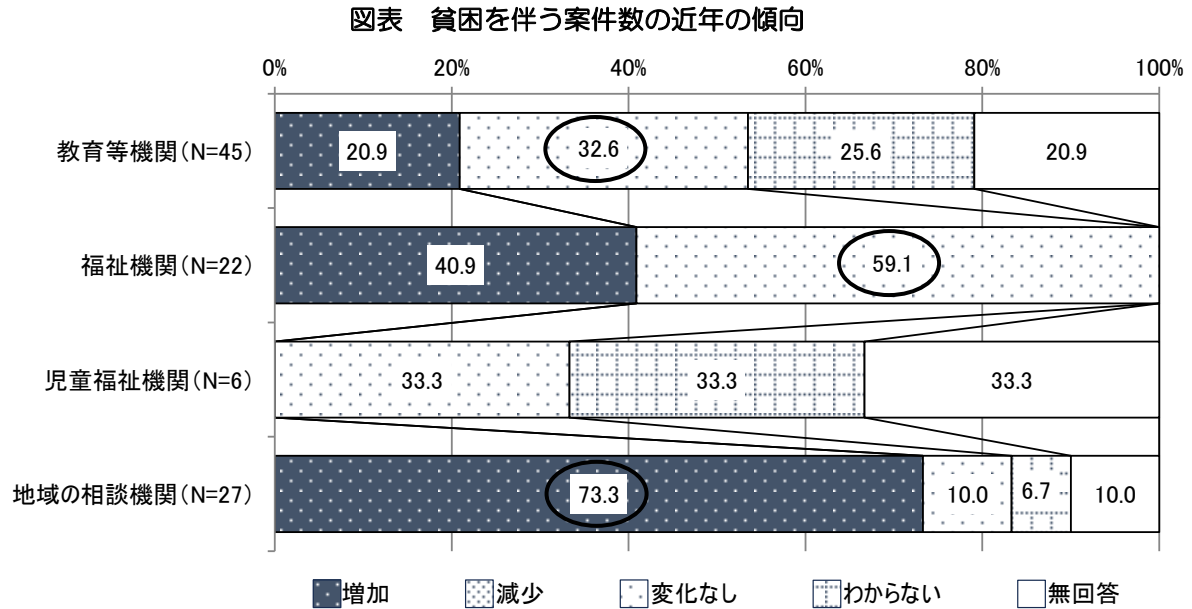 図表　貧困を伴う案件数の近年の傾向
0% 20% 40% 60% 80% 100%
教育等機関(N=45) 20.9 32.6 25.6 20.9
福祉機関(N=22) 40.9 59.1
児童福祉機関(N=6) 33.3 33.3 33.3
地域の相談機関(N=27) 73.3 10.0 6.7 10.0
増加 減少 変化なし わからない 無回答